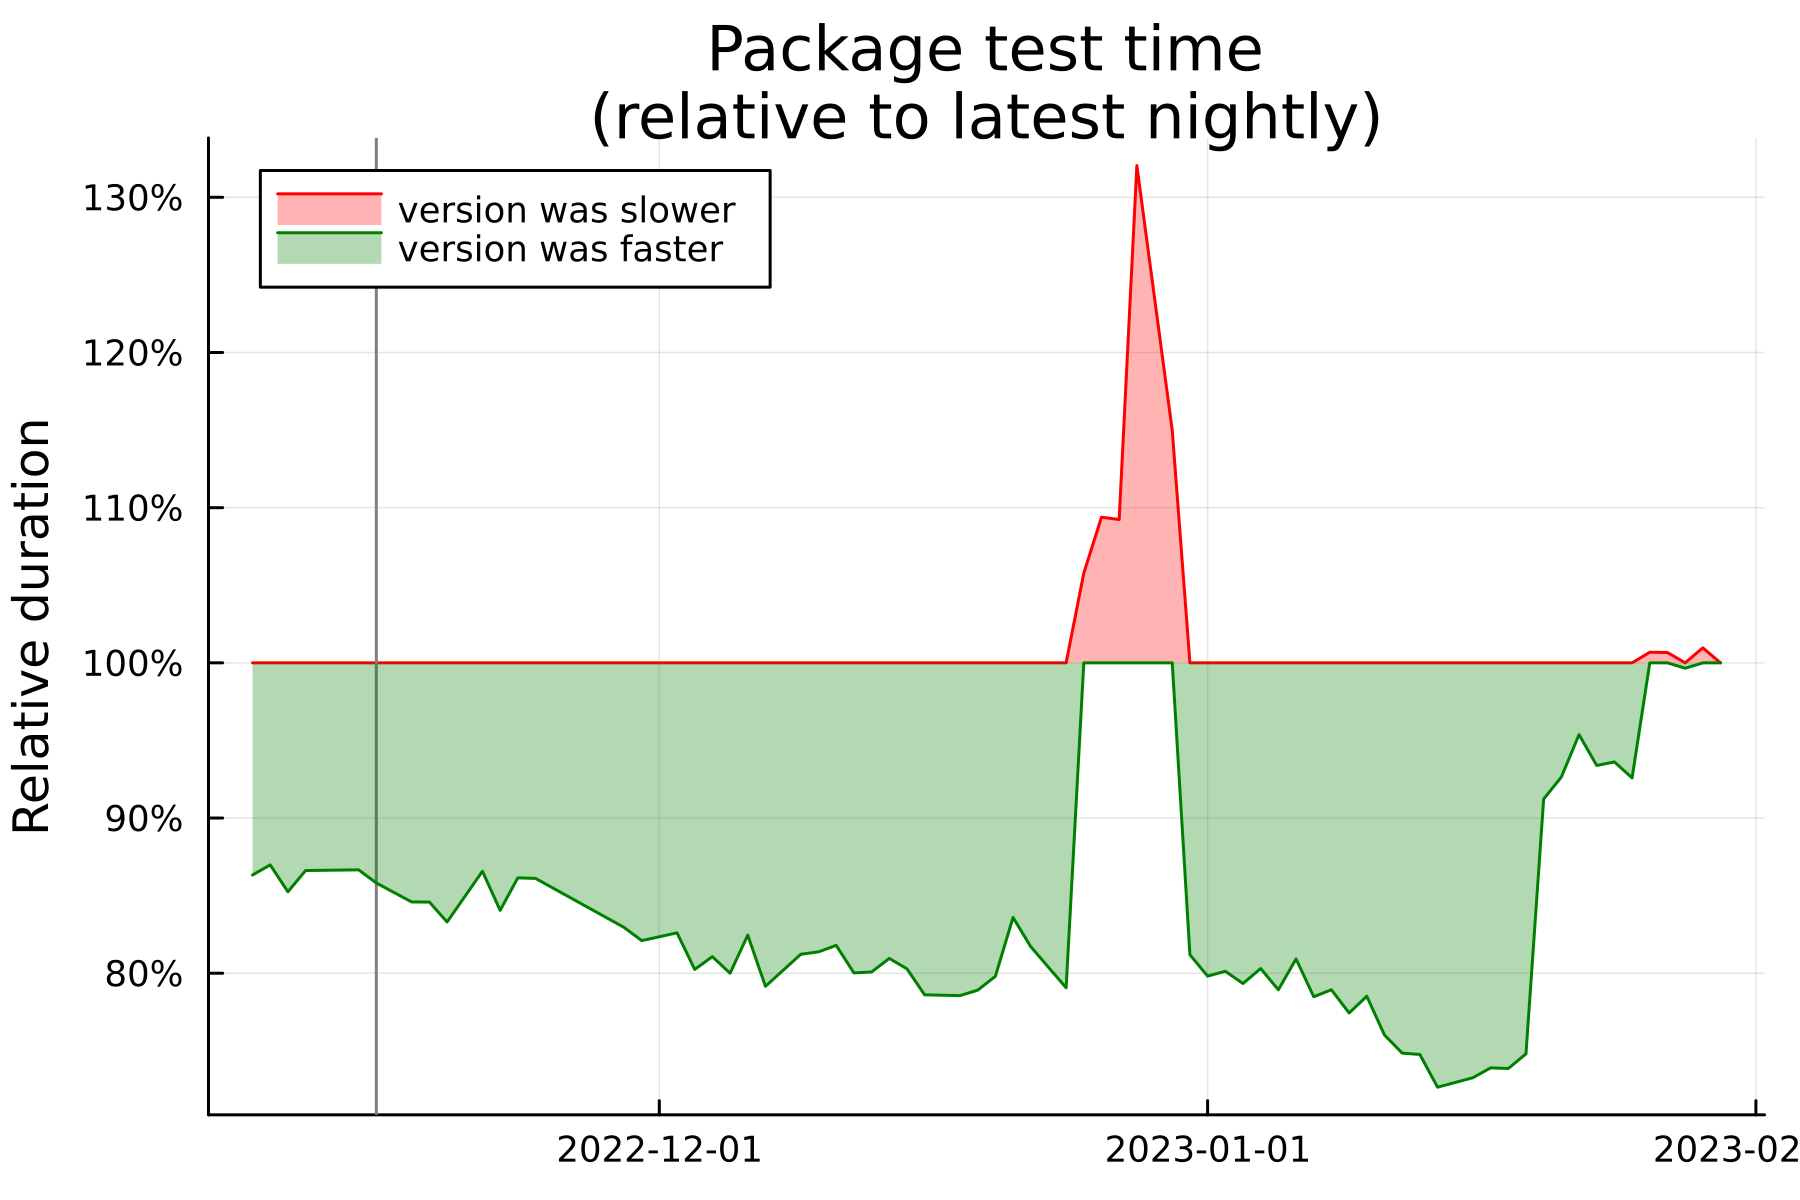 Package test time
(relative to latest nightly)
version was slower
version was faster
130%
120%
110%
100%
90%
80%
Relative duration
2022-12-01
2023-01-01
2023-02